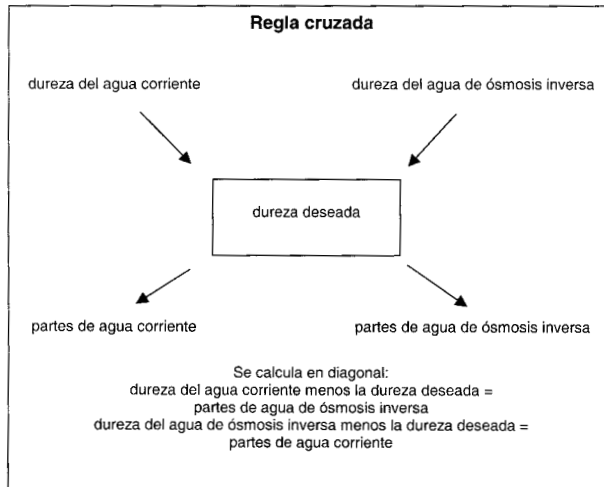 Regla cruzada
dureza del agua corriente
dureza del agua de ósmosis inversa
dureza deseada
partes de agua corriente
partes de agua de ósmosis inversa
Se calcula en diagonal:
dureza del agua corriente menos la dureza deseada =
partes de agua de ósmosis inversa
dureza del agua de ósmosis inversa menos la dureza deseada =
partes de agua corriente